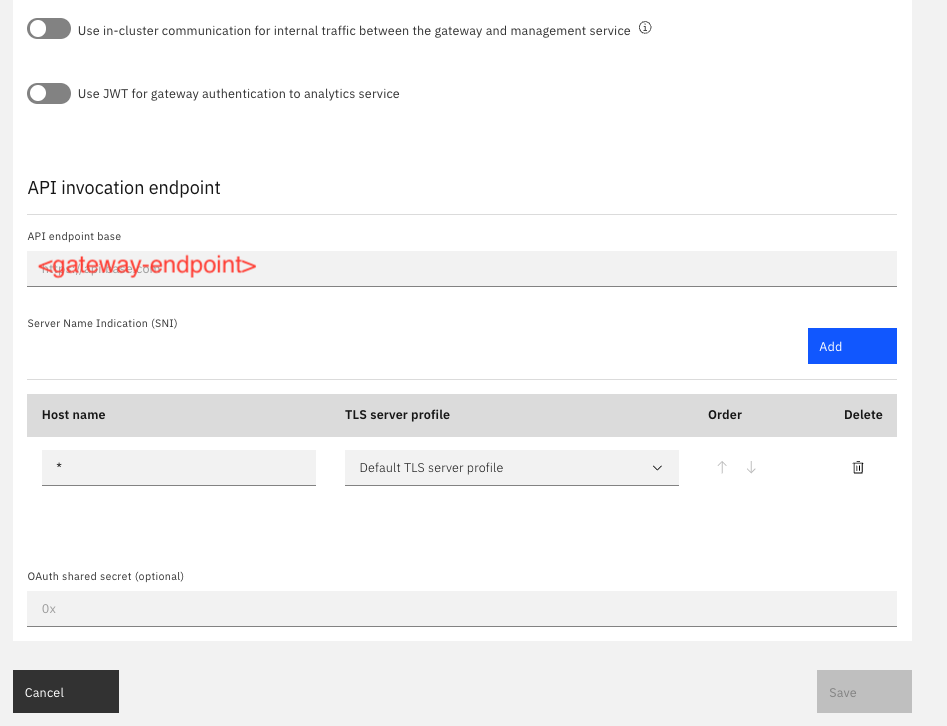 Use in-cluster communication for internal traffic between the gateway and management service
Use JWT for gateway authentication to analytics service
API invocation endpoint
API endpoint base
<gateway-endpoint>
Server Name Indication (SNI)
Add
Host name TLS server profile Order Delete
* Default TLS server profile
OAuth shared secret (optional)
0x
Cancel Save